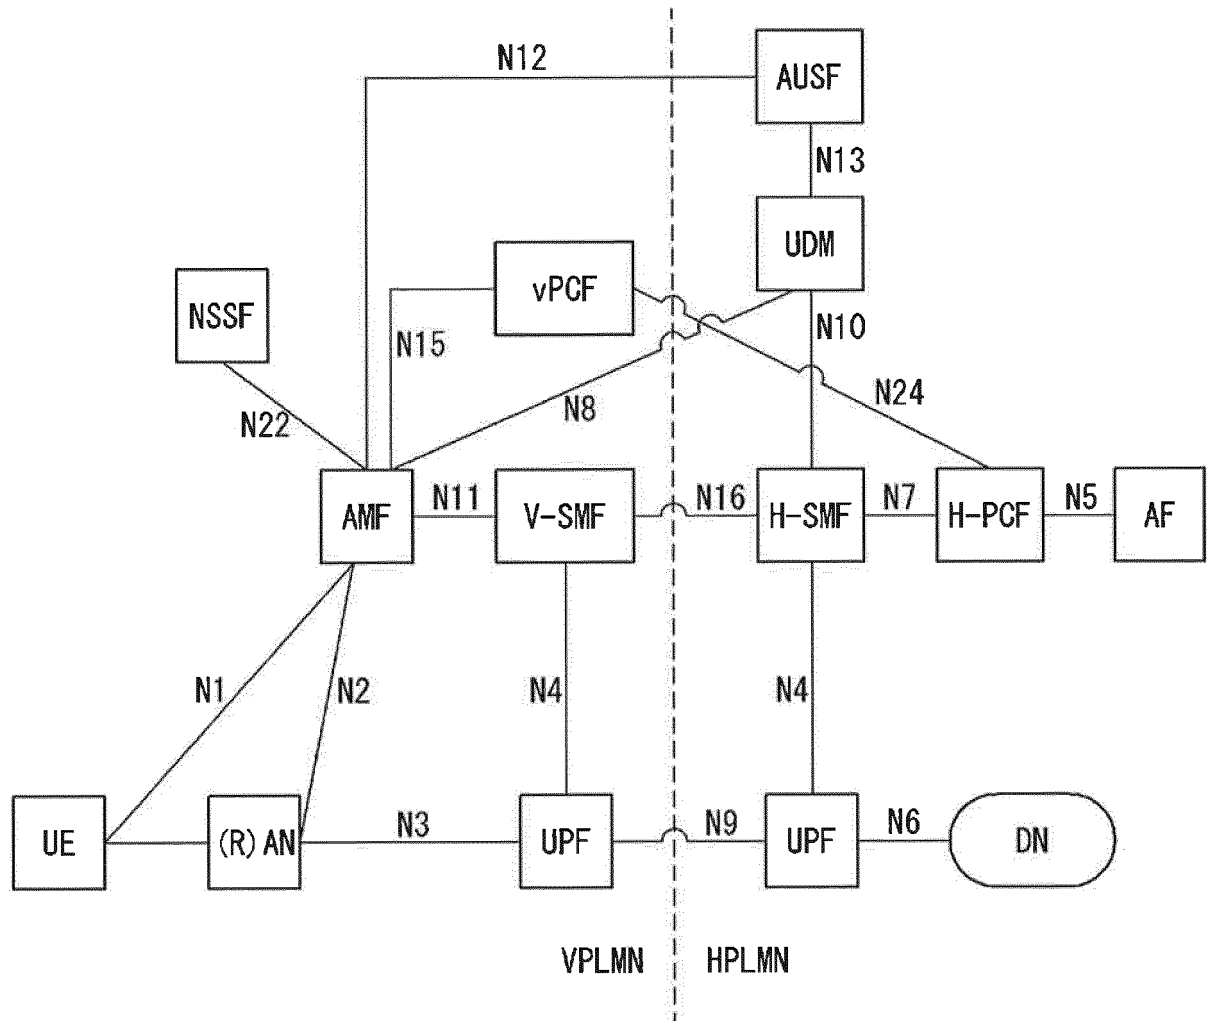 N12
AUSF
N13
UDM
vPCF
NSSF
N15
N10
N8
N24
N22
AMF
N11
V-SMF
N16
H-SMF
N7
H-PCF
N5
AF
N1
N2
N4
N4
UE
(R)AN
N3
UPF
N9
UPF
N6
DN
VPLMN
HPLMN